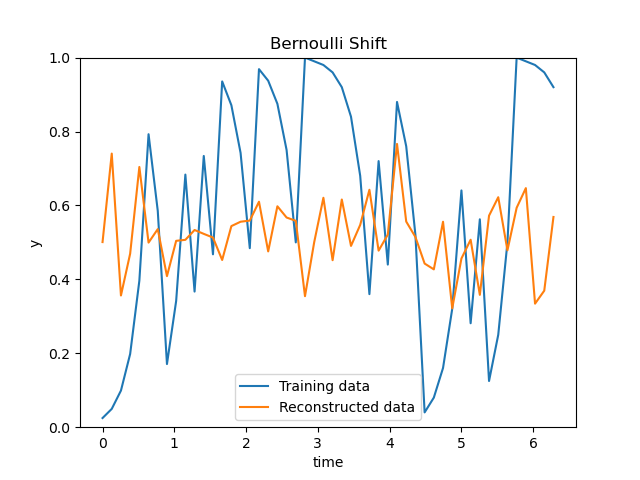 Bernoulli Shift
1.0
0.8
0.6
0.4
0.2
0.0
y
0 1 2 3 4 5 6
time
Training data
Reconstructed data